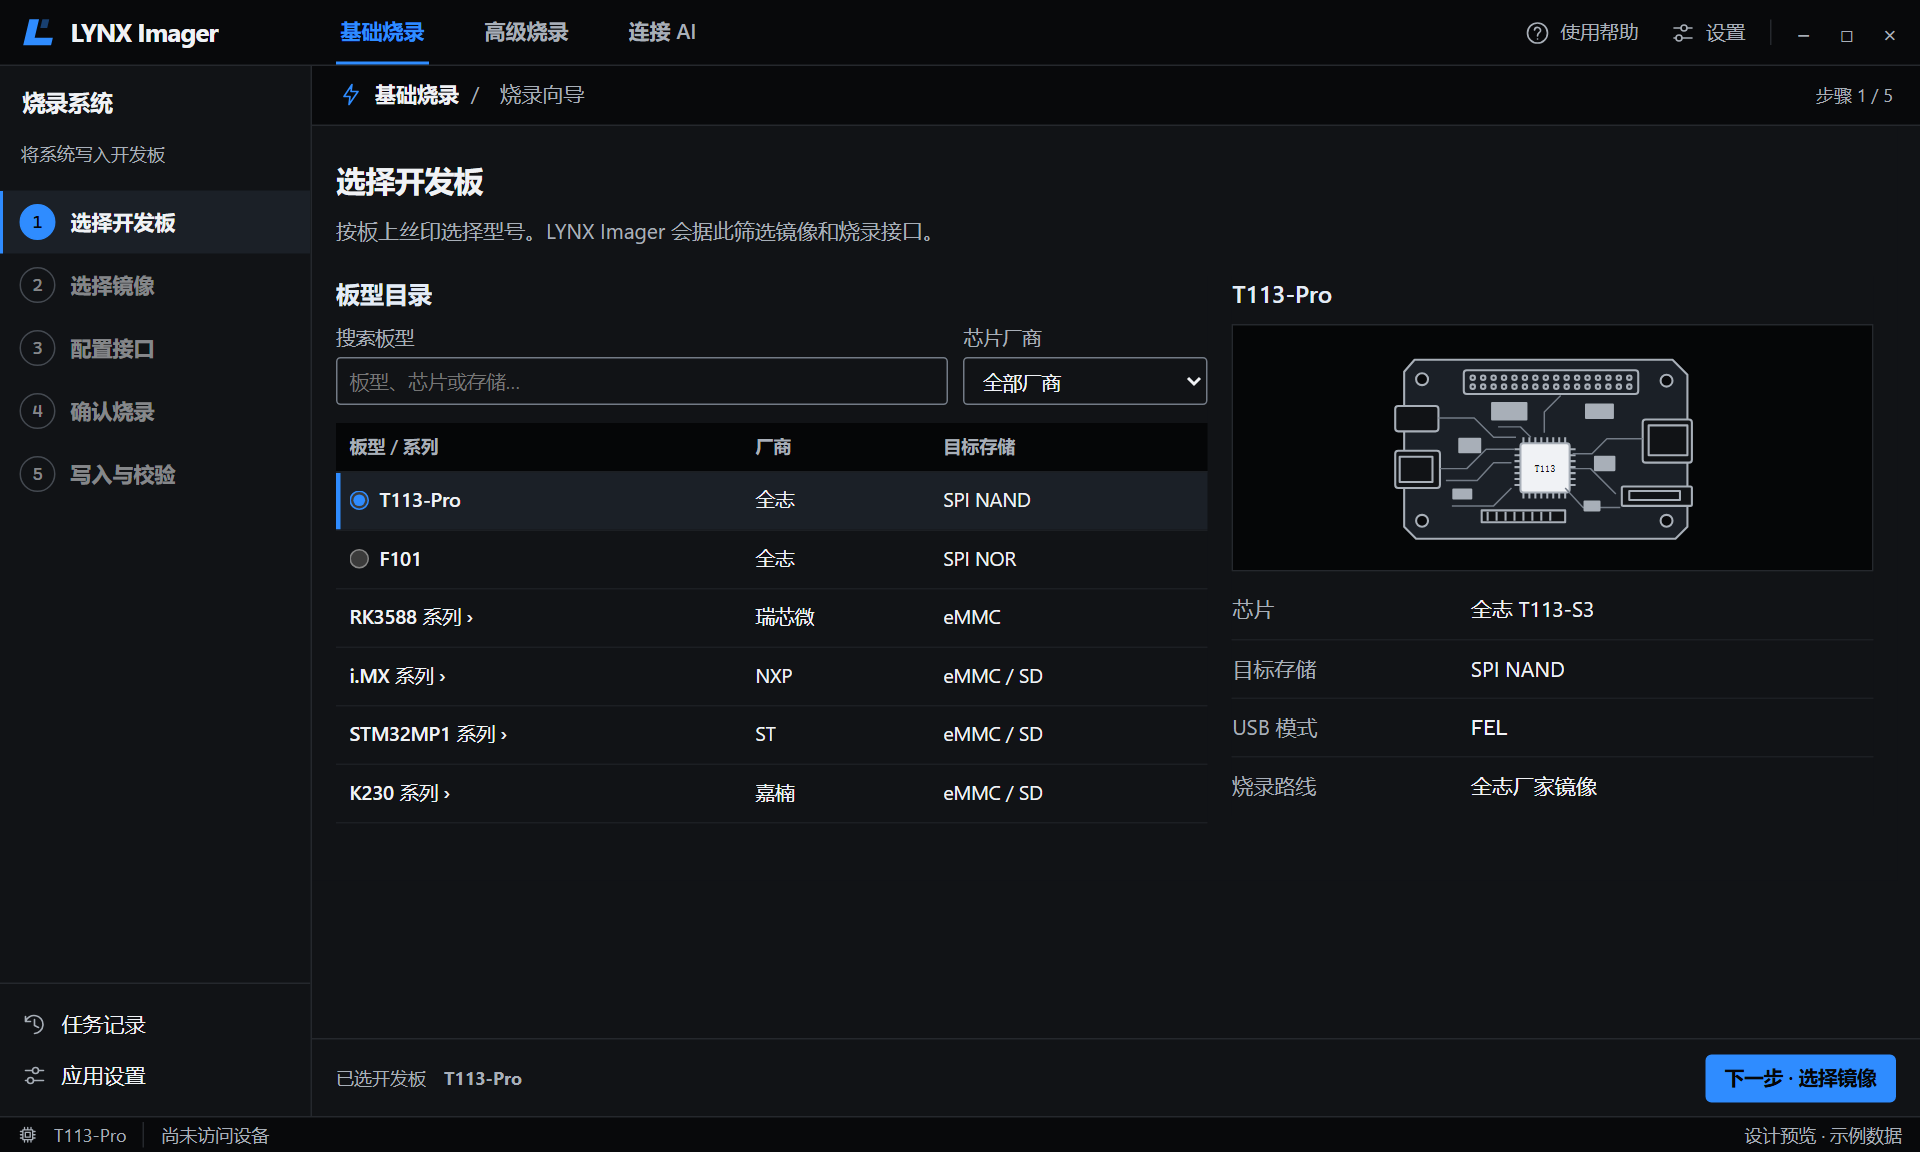 LYNX Imager
基础烧录
高级烧录
连接 AI
使用帮助
设置
烧录系统
将系统写入开发板
1 选择开发板
2 选择镜像
3 配置接口
4 确认烧录
5 写入与校验
任务记录
应用设置
基础烧录 / 烧录向导
步骤 1 / 5
选择开发板
按板上丝印选择型号。LYNX Imager 会据此筛选镜像和烧录接口。
板型目录
搜索板型
芯片厂商
板型、芯片或存储...
全部厂商
板型 / 系列 厂商 目标存储
T113-Pro 全志 SPI NAND
F101 全志 SPI NOR
RK3588 系列 › 瑞芯微 eMMC
i.MX 系列 › NXP eMMC / SD
STM32MP1 系列 › ST eMMC / SD
K230 系列 › 嘉楠 eMMC / SD
T113-Pro
T113
芯片 全志 T113-S3
目标存储 SPI NAND
USB 模式 FEL
烧录路线 全志厂家镜像
已选开发板 T113-Pro
下一步 · 选择镜像
T113-Pro
尚未访问设备
设计预览 · 示例数据